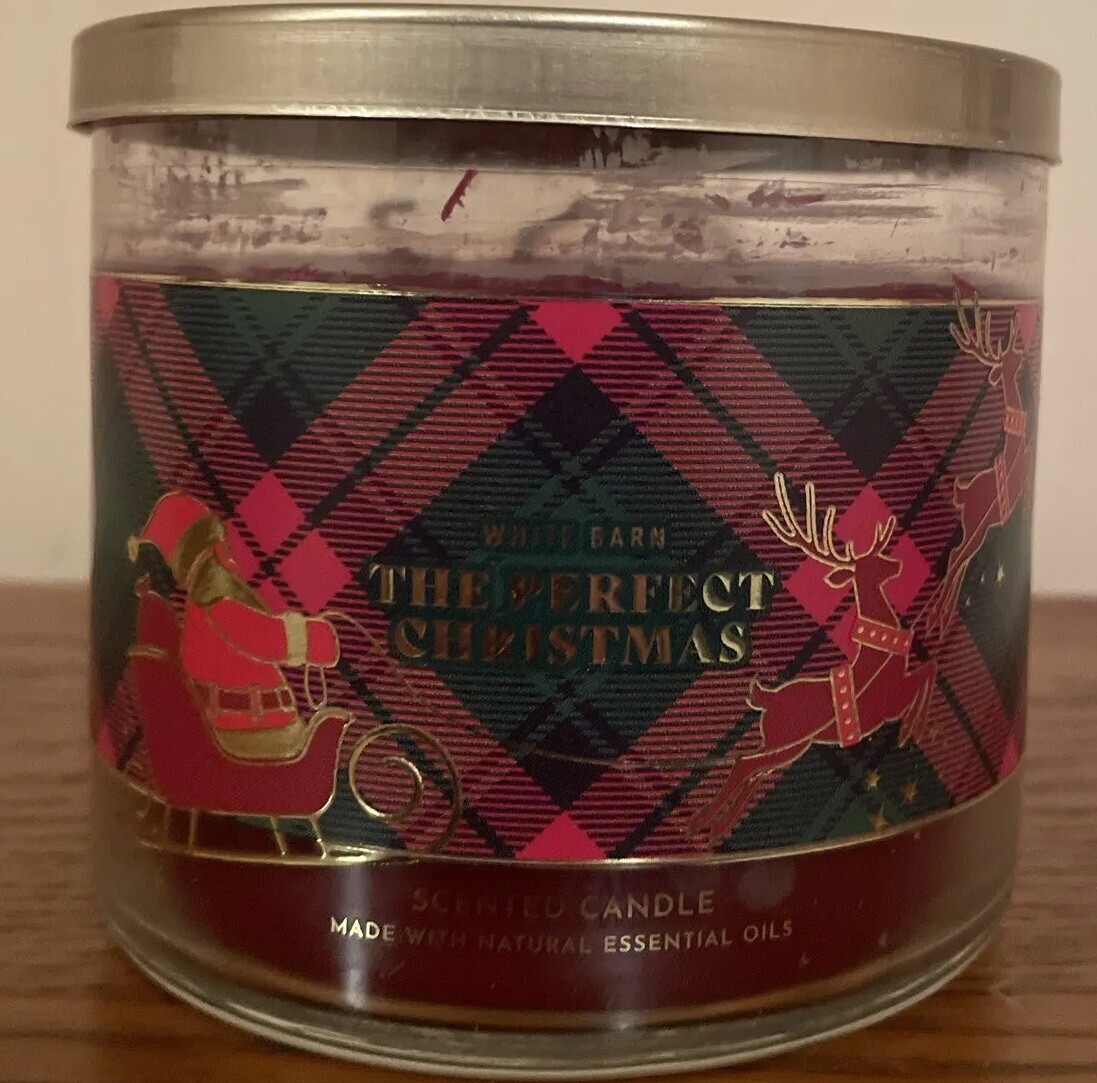 WHITE BARN
THE PERFECT
CHRISTMAS
SCENTED CANDLE
MADE WITH NATURAL ESSENTIAL OILS